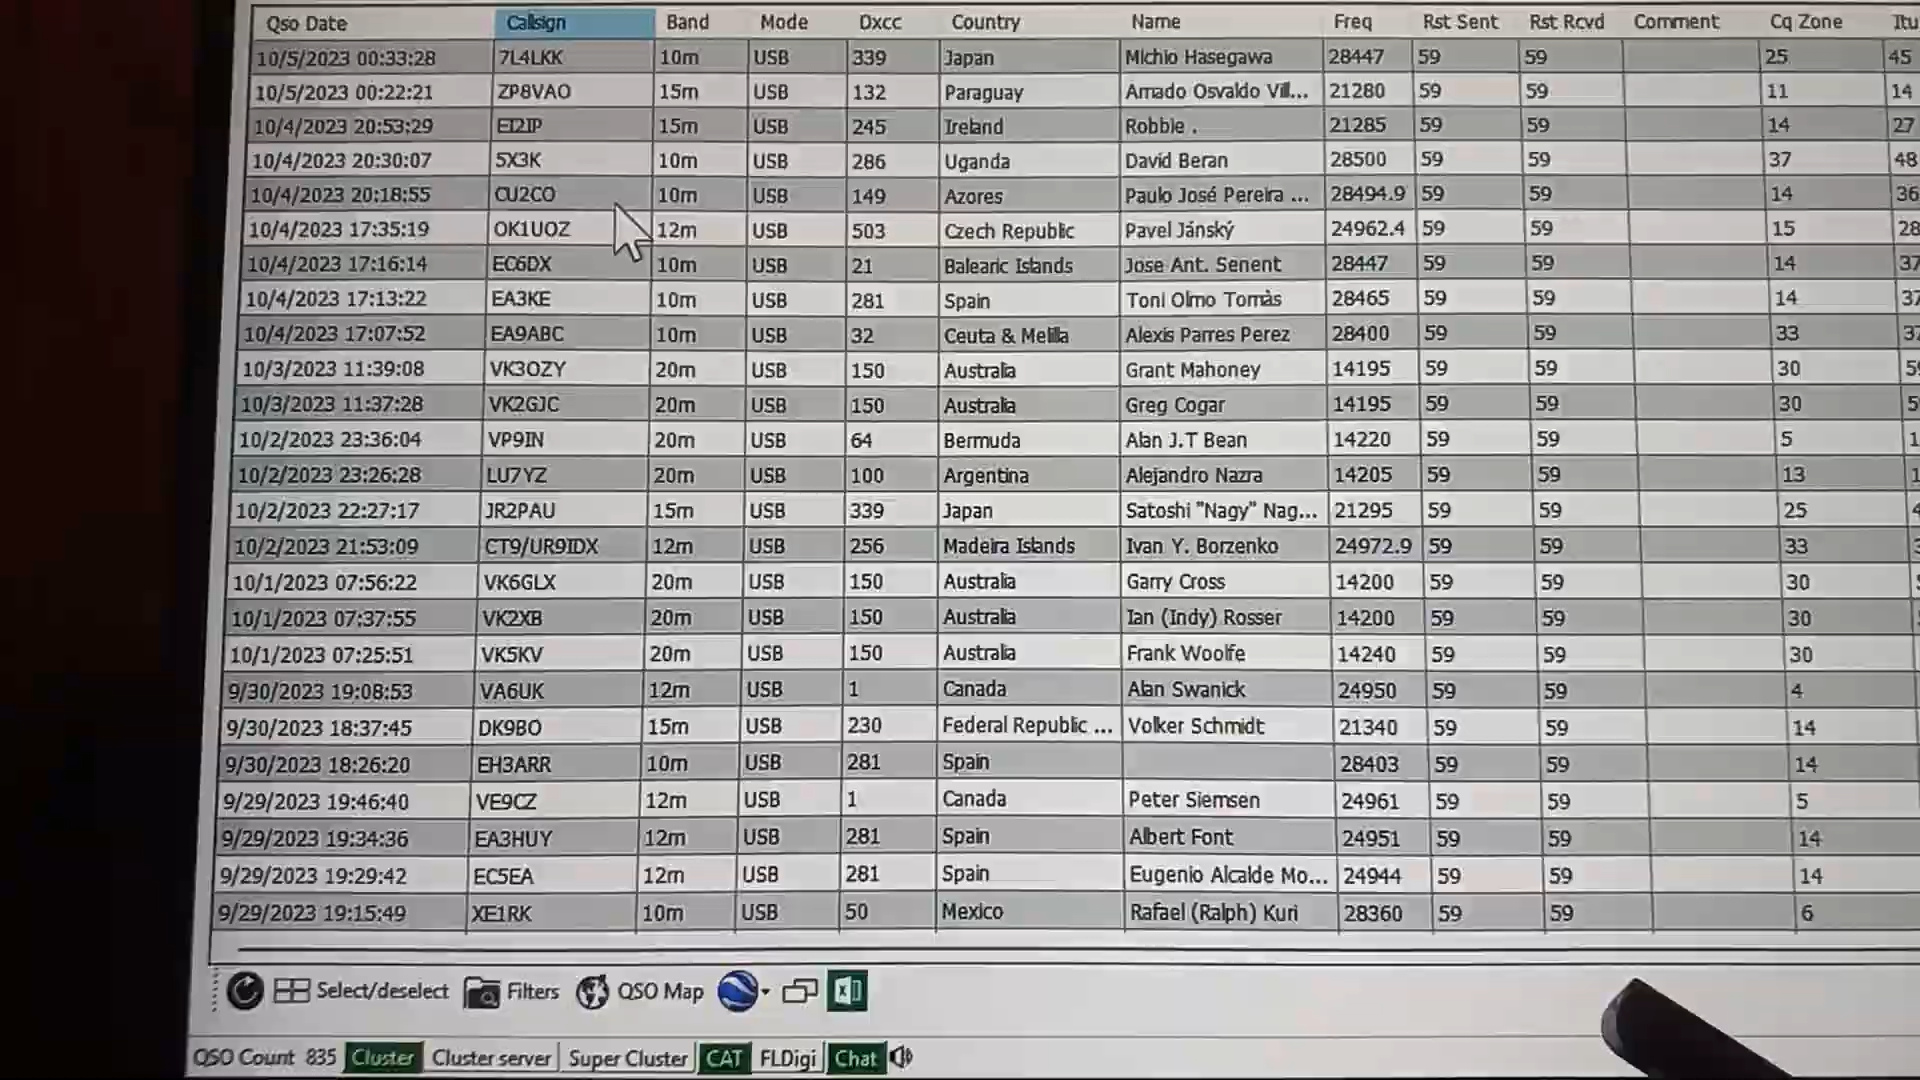 Qso Date Callsign Band Mode Dxcc Country Name Freq Rst Sent Rst Rcvd Comment Cq Zone Itu
10/5/2023 00:33:28 7L4LKK 10m USB 339 Japan Michio Hasegawa 28447 59 59 25 45
10/5/2023 00:22:21 ZP8VAO 15m USB 132 Paraguay Amado Osvaldo Vill... 21280 59 59 11 14
10/4/2023 20:53:29 EI2IP 15m USB 245 Ireland Robbie . 21285 59 59 14 27
10/4/2023 20:30:07 5X3K 10m USB 286 Uganda David Beran 28500 59 59 37 48
10/4/2023 20:18:55 CU2CO 10m USB 149 Azores Paulo José Pereira ... 28494.9 59 59 14 36
10/4/2023 17:35:19 OK1UOZ 12m USB 503 Czech Republic Pavel Jánský 24962.4 59 59 15 28
10/4/2023 17:16:14 EC6DX 10m USB 21 Balearic Islands Jose Ant. Senent 28447 59 59 14 37
10/4/2023 17:13:22 EA3KE 10m USB 281 Spain Toni Olmo Tomàs 28465 59 59 14 37
10/4/2023 17:07:52 EA9ABC 10m USB 32 Ceuta & Melilla Alexis Parres Perez 28400 59 59 33 37
10/3/2023 11:39:08 VK3OZY 20m USB 150 Australia Grant Mahoney 14195 59 59 30
10/3/2023 11:37:28 VK2GJC 20m USB 150 Australia Greg Cogar 14195 59 59 30
10/2/2023 23:36:04 VP9IN 20m USB 64 Bermuda Alan J.T Bean 14220 59 59 5
10/2/2023 23:26:28 LU7YZ 20m USB 100 Argentina Alejandro Nazra 14205 59 59 13
10/2/2023 22:27:17 JR2PAU 15m USB 339 Japan Satoshi "Nagy" Nag... 21295 59 59 25
10/2/2023 21:53:09 CT9/UR9IDX 12m USB 256 Madeira Islands Ivan Y. Borzenko 24972.9 59 59 33
10/1/2023 07:56:22 VK6GLX 20m USB 150 Australia Garry Cross 14200 59 59 30
10/1/2023 07:37:55 VK2XB 20m USB 150 Australia Ian (Indy) Rosser 14200 59 59 30
10/1/2023 07:25:51 VK5KV 20m USB 150 Australia Frank Woolfe 14240 59 59 30
9/30/2023 19:08:53 VA6UK 12m USB 1 Canada Alan Swanick 24950 59 59 4
9/30/2023 18:37:45 DK9BO 15m USB 230 Federal Republic ... Volker Schmidt 21340 59 59 14
9/30/2023 18:26:20 EH3ARR 10m USB 281 Spain 28403 59 59 14
9/29/2023 19:46:40 VE9CZ 12m USB 1 Canada Peter Siemsen 24961 59 59 5
9/29/2023 19:34:36 EA3HUY 12m USB 281 Spain Albert Font 24951 59 59 14
9/29/2023 19:29:42 EC5EA 12m USB 281 Spain Eugenio Alcalde Mo... 24944 59 59 14
9/29/2023 19:15:49 XE1RK 10m USB 50 Mexico Rafael (Ralph) Kuri 28360 59 59 6
Select/deselect Filters QSO Map
QSO Count 835 Cluster Cluster server Super Cluster CAT FLDigi Chat